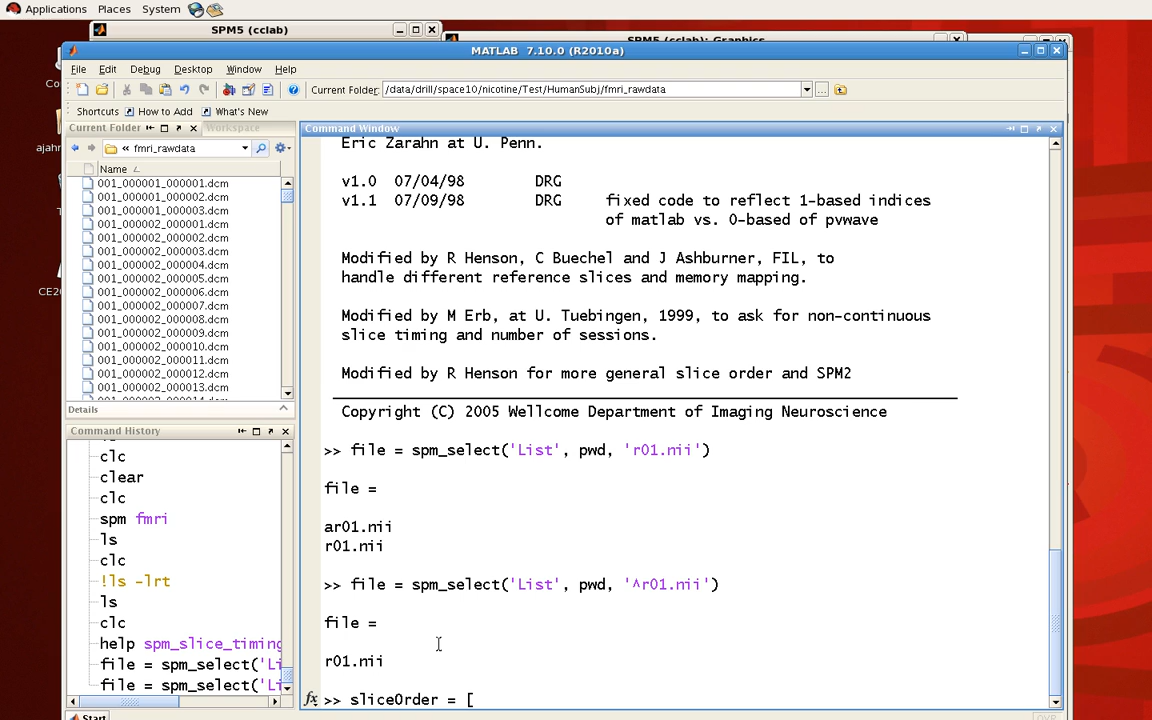 Applications Places System
SPM5 (cclab)
SPM5 (cclab): Graphics
MATLAB 7.10.0 (R2010a)
File Edit Debug Desktop Window Help
Current Folder: /data/drill/space10/nicotine/Test/HumanSubj/fmri_rawdata
Shortcuts How to Add What's New
Current Folder Workspace
« fmri_rawdata
Name
001_000001_000001.dcm
001_000001_000002.dcm
001_000001_000003.dcm
001_000002_000001.dcm
001_000002_000002.dcm
001_000002_000003.dcm
001_000002_000004.dcm
001_000002_000005.dcm
001_000002_000006.dcm
001_000002_000007.dcm
001_000002_000008.dcm
001_000002_000009.dcm
001_000002_000010.dcm
001_000002_000011.dcm
001_000002_000012.dcm
001_000002_000013.dcm
Details
Command History
clc
clear
clc
spm fmri
ls
clc
!ls -lrt
ls
clc
help spm_slice_timing
file = spm_select('Li
file = spm_select('Li
Start
Command Window
Eric Zarahn at U. Penn.
v1.0 07/04/98 DRG
v1.1 07/09/98 DRG fixed code to reflect 1-based indices
of matlab vs. 0-based of pvwave
Modified by R Henson, C Buechel and J Ashburner, FIL, to
handle different reference slices and memory mapping.
Modified by M Erb, at U. Tuebingen, 1999, to ask for non-continuous
slice timing and number of sessions.
Modified by R Henson for more general slice order and SPM2
Copyright (C) 2005 Wellcome Department of Imaging Neuroscience
>> file = spm_select('List', pwd, 'r01.nii')
file =
ar01.nii
r01.nii
>> file = spm_select('List', pwd, '^r01.nii')
file =
r01.nii
fx >> sliceOrder = [
OVR